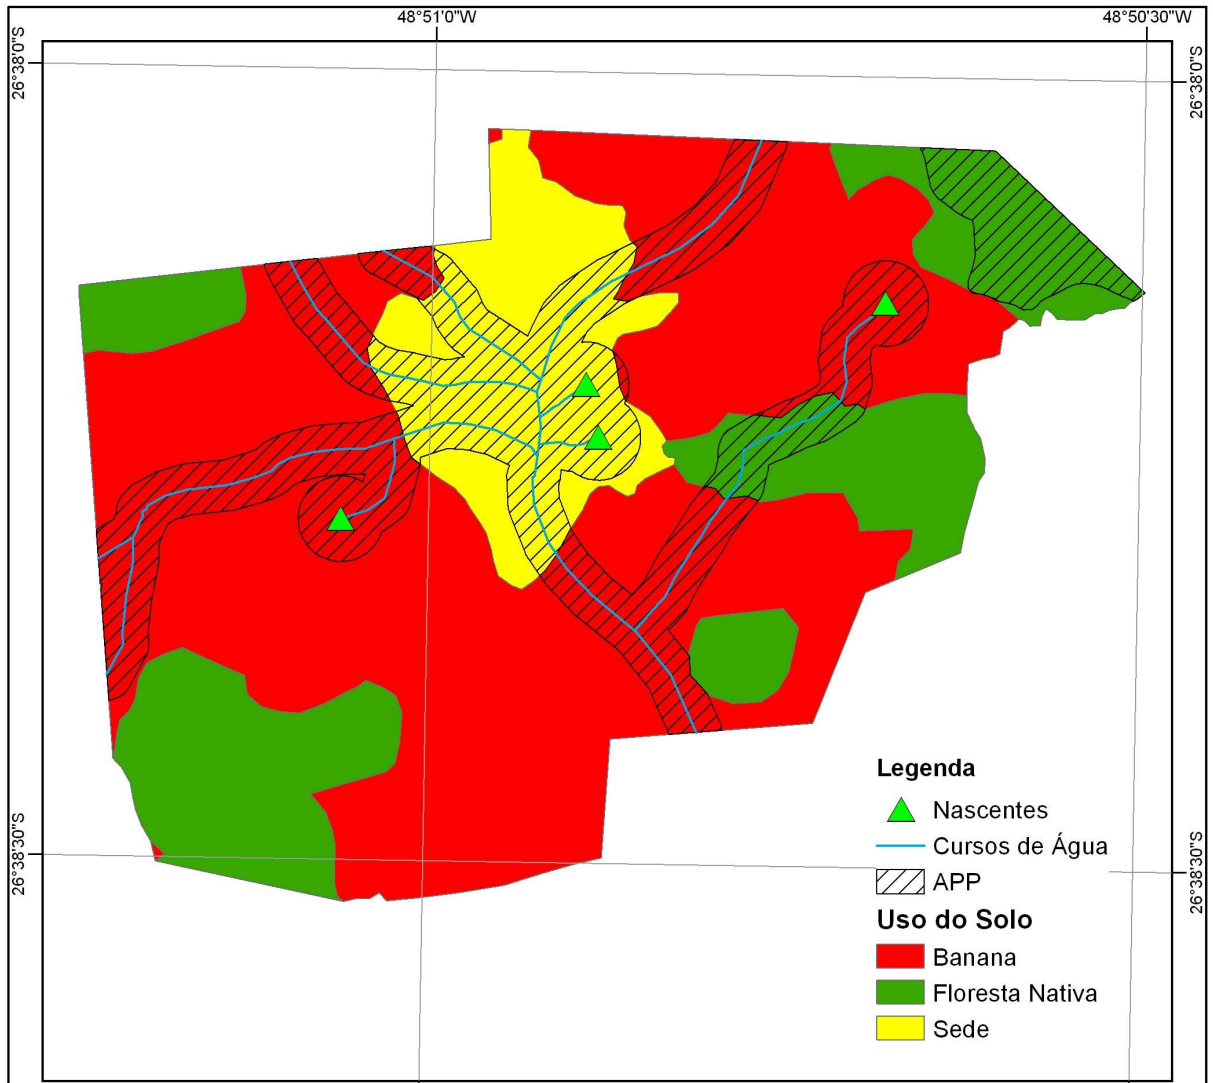 48°51'0"W
48°50'30"W
26°38'0"S
26°38'0"S
Legenda
Nascentes
Cursos de Água
APP
Uso do Solo
Banana
Floresta Nativa
Sede
26°38'30"S
26°38'30"S